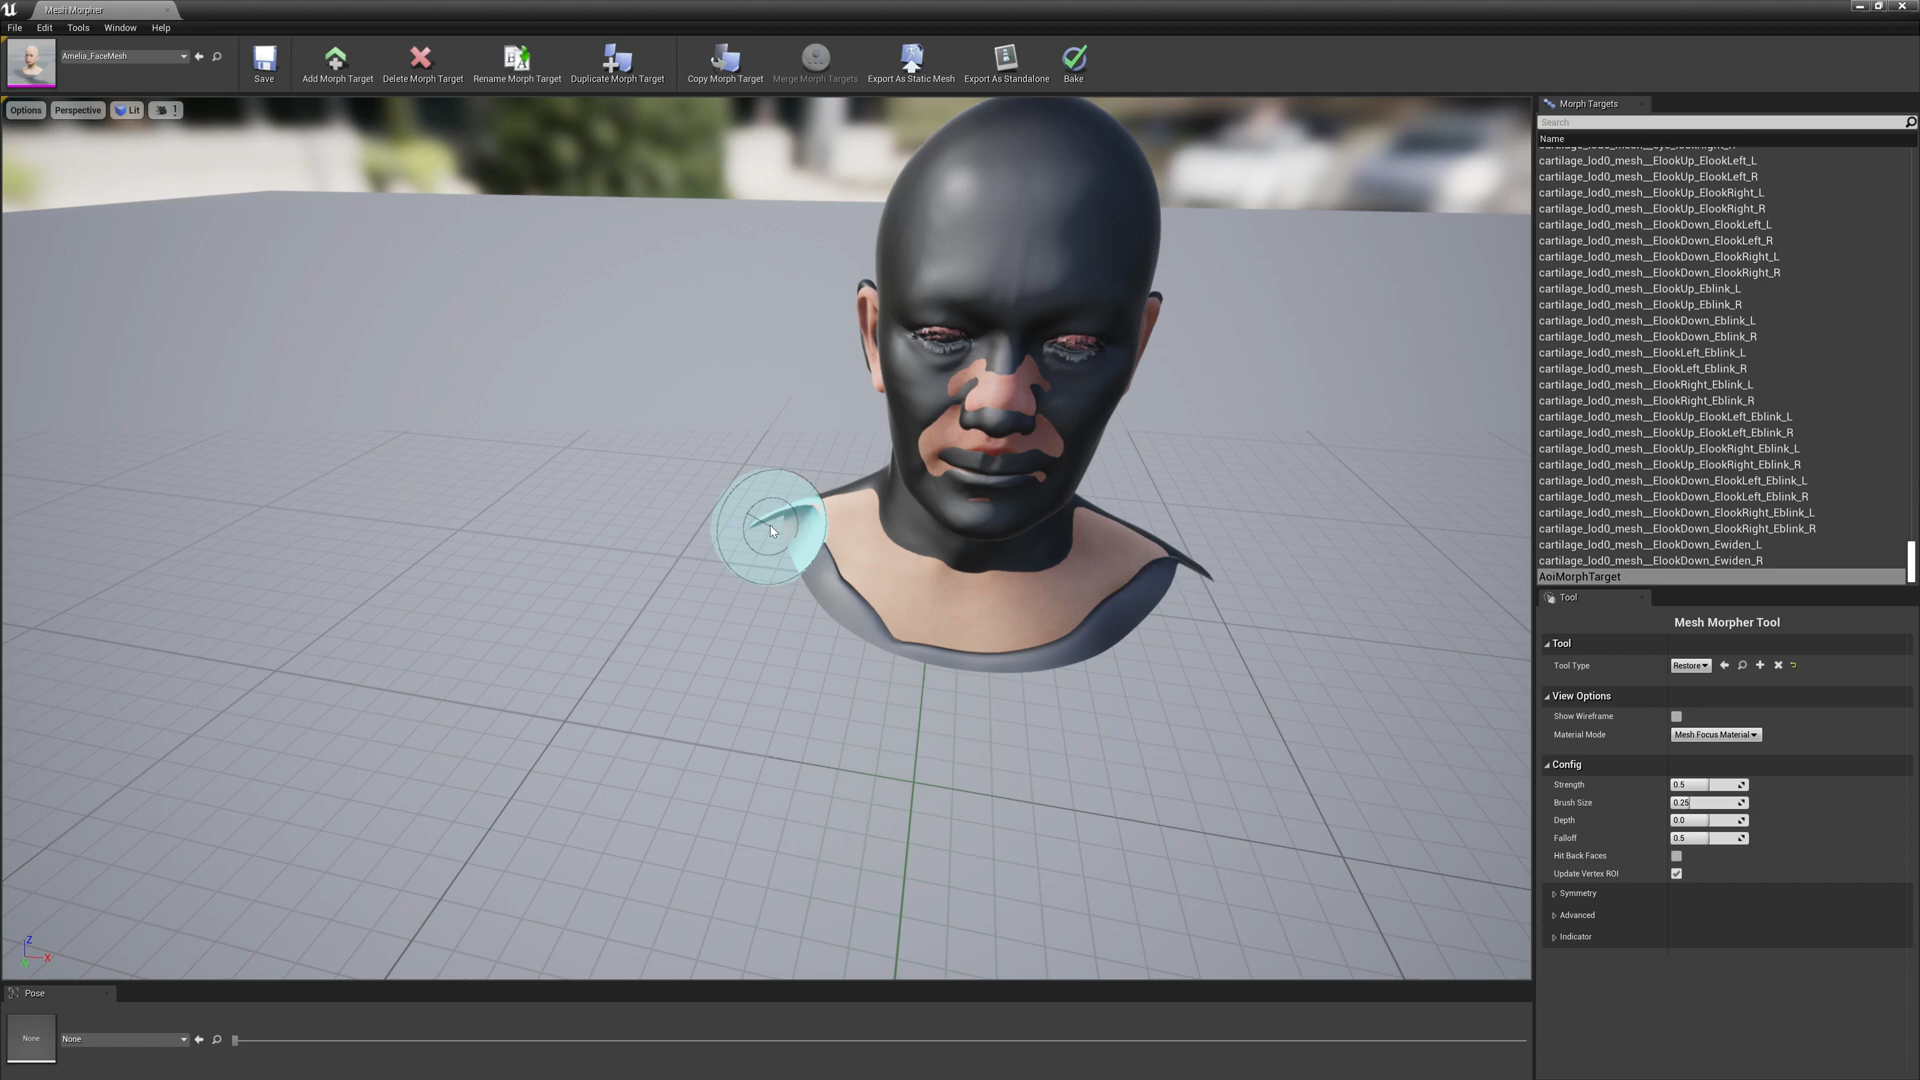 Mesh Morpher
File Edit Tools Window Help
Amelia_FaceMesh
Save
Add Morph Target
Delete Morph Target
Rename Morph Target
Duplicate Morph Target
Copy Morph Target
Merge Morph Targets
Export As Static Mesh
Export As Standalone
Bake
Options Perspective Lit 1
Morph Targets
Search
Name
cartilage_lod0_mesh__ElookUp_ElookLeft_L
cartilage_lod0_mesh__ElookUp_ElookLeft_R
cartilage_lod0_mesh__ElookUp_ElookRight_L
cartilage_lod0_mesh__ElookUp_ElookRight_R
cartilage_lod0_mesh__ElookDown_ElookLeft_L
cartilage_lod0_mesh__ElookDown_ElookLeft_R
cartilage_lod0_mesh__ElookDown_ElookRight_L
cartilage_lod0_mesh__ElookDown_ElookRight_R
cartilage_lod0_mesh__ElookUp_Eblink_L
cartilage_lod0_mesh__ElookUp_Eblink_R
cartilage_lod0_mesh__ElookDown_Eblink_L
cartilage_lod0_mesh__ElookDown_Eblink_R
cartilage_lod0_mesh__ElookLeft_Eblink_L
cartilage_lod0_mesh__ElookLeft_Eblink_R
cartilage_lod0_mesh__ElookRight_Eblink_L
cartilage_lod0_mesh__ElookRight_Eblink_R
cartilage_lod0_mesh__ElookUp_ElookLeft_Eblink_L
cartilage_lod0_mesh__ElookUp_ElookLeft_Eblink_R
cartilage_lod0_mesh__ElookUp_ElookRight_Eblink_L
cartilage_lod0_mesh__ElookUp_ElookRight_Eblink_R
cartilage_lod0_mesh__ElookDown_ElookLeft_Eblink_L
cartilage_lod0_mesh__ElookDown_ElookLeft_Eblink_R
cartilage_lod0_mesh__ElookDown_ElookRight_Eblink_L
cartilage_lod0_mesh__ElookDown_ElookRight_Eblink_R
cartilage_lod0_mesh__ElookDown_Ewiden_L
cartilage_lod0_mesh__ElookDown_Ewiden_R
AoiMorphTarget
Tool
Mesh Morpher Tool
Tool
Tool Type Restore
View Options
Show Wireframe
Material Mode Mesh Focus Material
Config
Strength 0.5
Brush Size 0.25
Depth 0.0
Falloff 0.5
Hit Back Faces
Update Vertex ROI
Symmetry
Advanced
Indicator
Z
X
Y
Pose
None
None